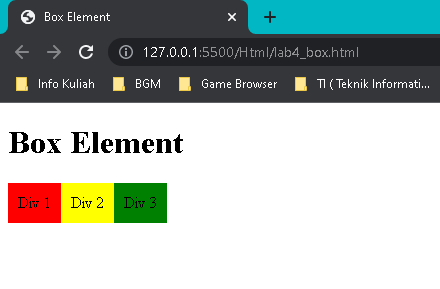 Box Element
127.0.0.1:5500/Html/lab4_box.html
Info Kuliah BGM Game Browser TI ( Teknik Informati...
Box Element
Div 1 Div 2 Div 3